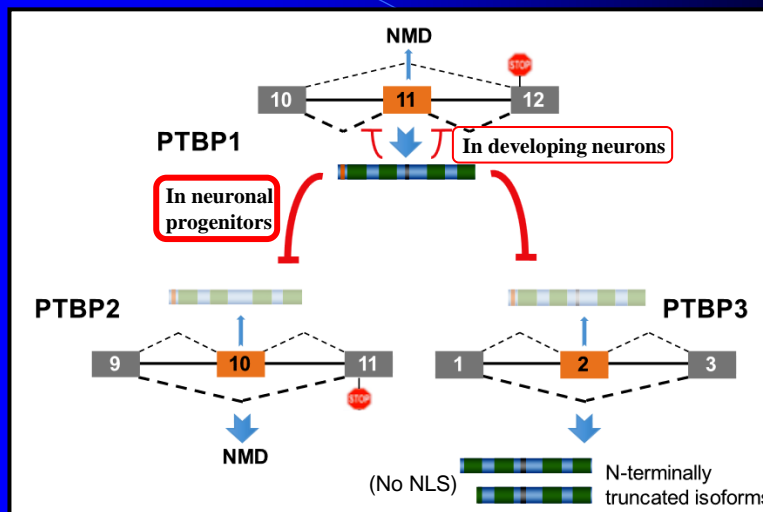 NMD
STOP
10 11 12
PTBP1
In developing neurons
In neuronal
progenitors
PTBP2
PTBP3
9 10 11
1 2 3
STOP
NMD
(No NLS)
N-terminally
truncated isoforms